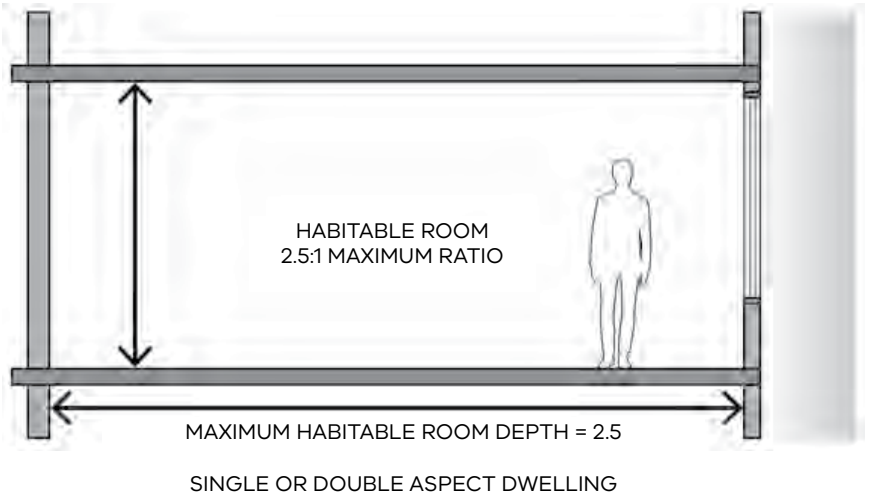 HABITABLE ROOM
2.5:1 MAXIMUM RATIO
MAXIMUM HABITABLE ROOM DEPTH = 2.5
SINGLE OR DOUBLE ASPECT DWELLING